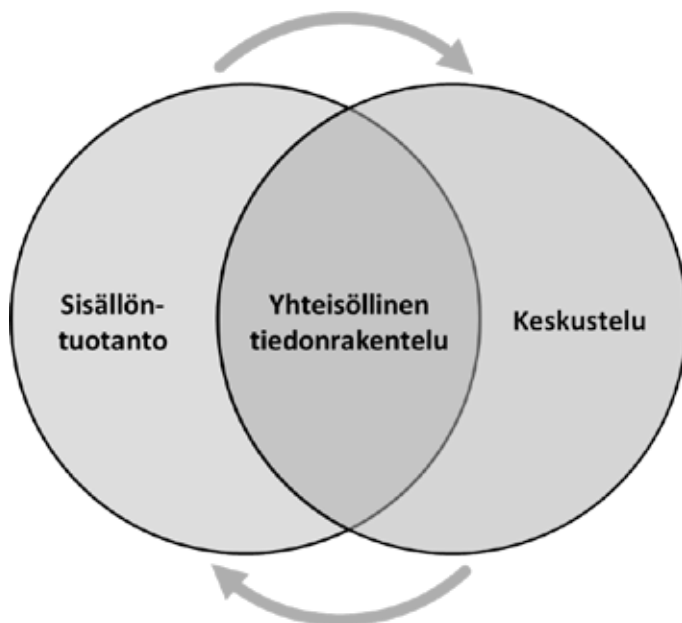 Sisällön-
tuotanto
Yhteisöllinen
tiedonrakentelu
Keskustelu